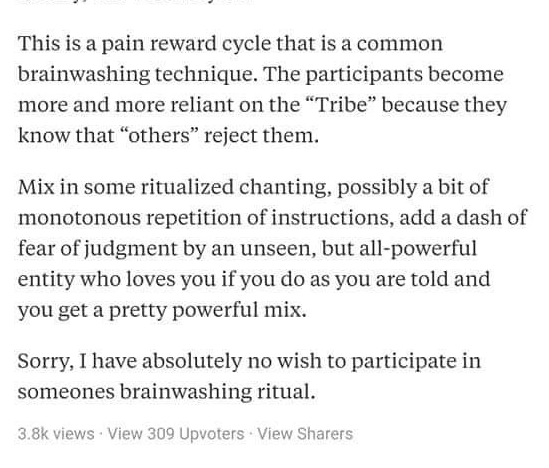 This is a pain reward cycle that is a common
brainwashing technique. The participants become
more and more reliant on the “Tribe” because they
know that “others” reject them.
Mix in some ritualized chanting, possibly a bit of
monotonous repetition of instructions, add a dash of
fear of judgment by an unseen, but all-powerful
entity who loves you if you do as you are told and
you get a pretty powerful mix.
Sorry, I have absolutely no wish to participate in
someones brainwashing ritual.
3.8k views · View 309 Upvoters · View Sharers